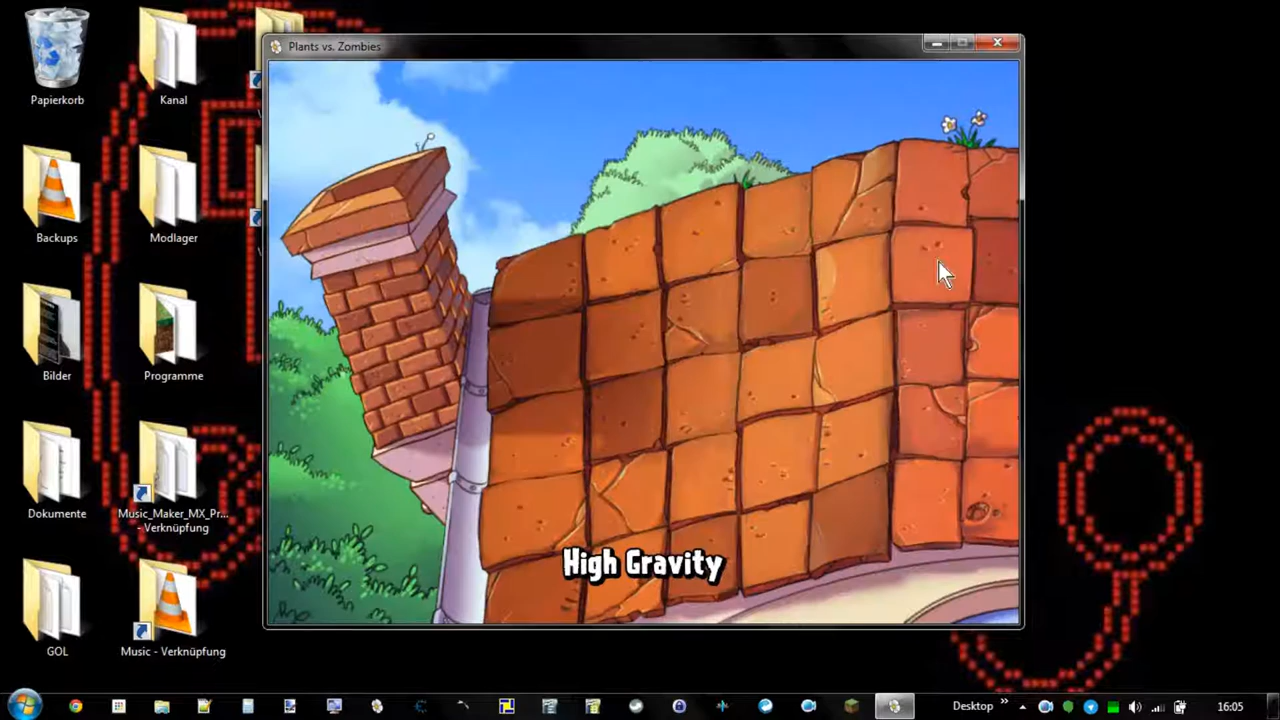 Plants vs. Zombies
Papierkorb
Kanal
Backups
Modlager
Bilder
Programme
Dokumente
Music_Maker_MX_Pr...
- Verknüpfung
GOL
Music - Verknüpfung
High Gravity
Desktop
16:05